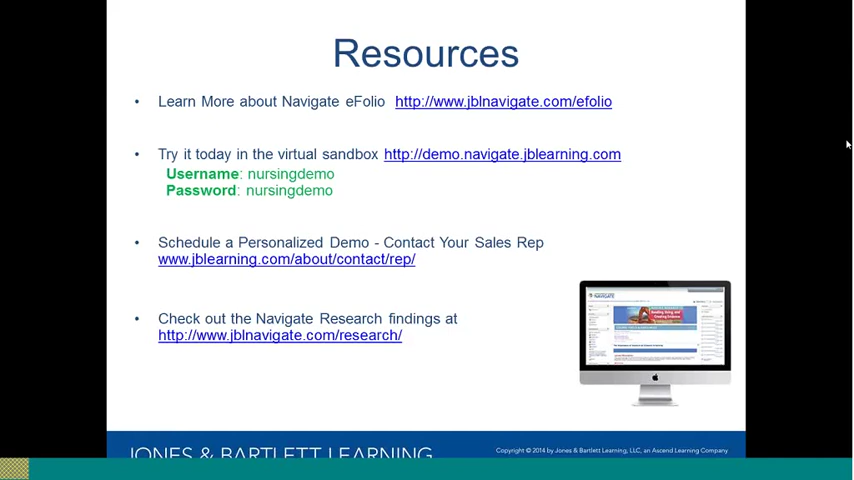 Resources
• Learn More about Navigate eFolio http://www.jblnavigate.com/efolio
• Try it today in the virtual sandbox http://demo.navigate.jblearning.com
Username: nursingdemo
Password: nursingdemo
• Schedule a Personalized Demo - Contact Your Sales Rep
www.jblearning.com/about/contact/rep/
• Check out the Navigate Research findings at
http://www.jblnavigate.com/research/
NAVIGATE
JONES & BARTLETT LEARNING
Copyright © 2014 by Jones & Bartlett Learning, LLC, an Ascend Learning Company